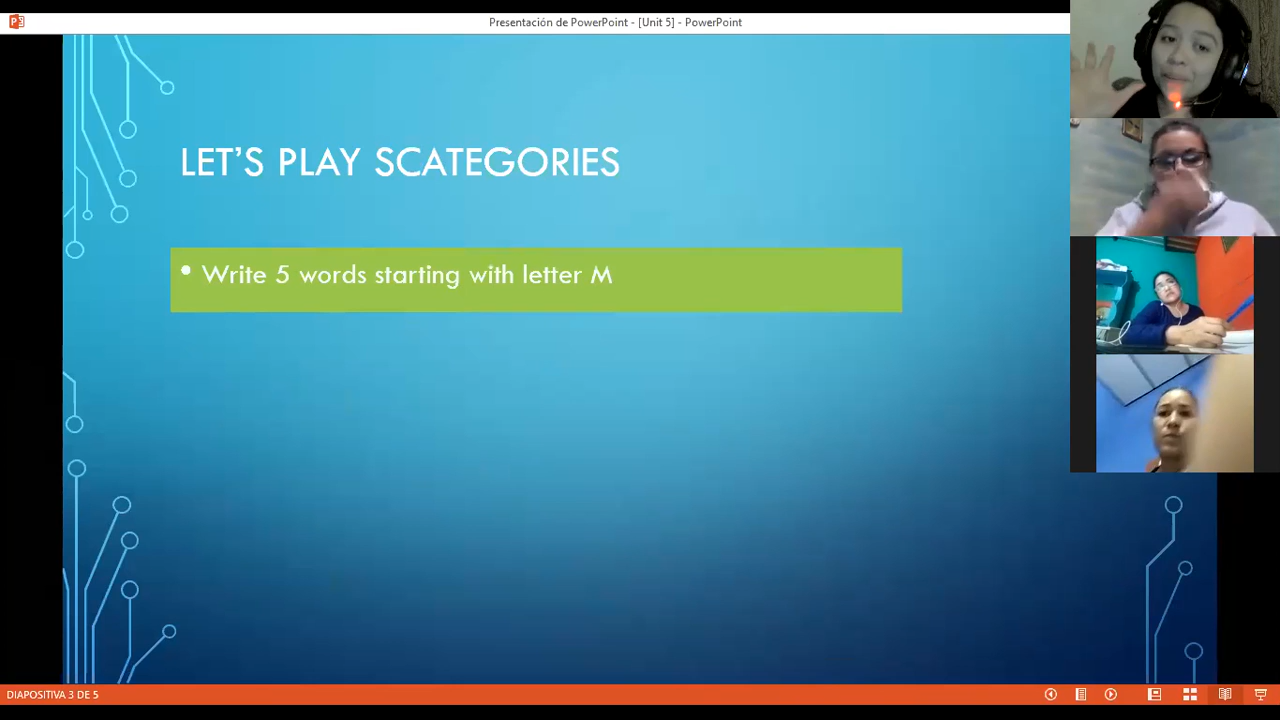 Presentación de PowerPoint - [Unit 5] - PowerPoint
LET'S PLAY SCATEGORIES
• Write 5 words starting with letter M
DIAPOSITIVA 3 DE 5